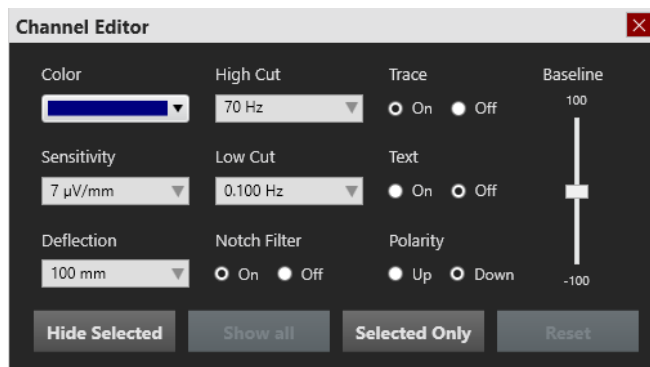 Channel Editor
Color High Cut Trace Baseline
70 Hz On Off 100
Sensitivity Low Cut Text
7 µV/mm 0.100 Hz On Off
Deflection Notch Filter Polarity
100 mm On Off Up Down -100
Hide Selected Show all Selected Only Reset